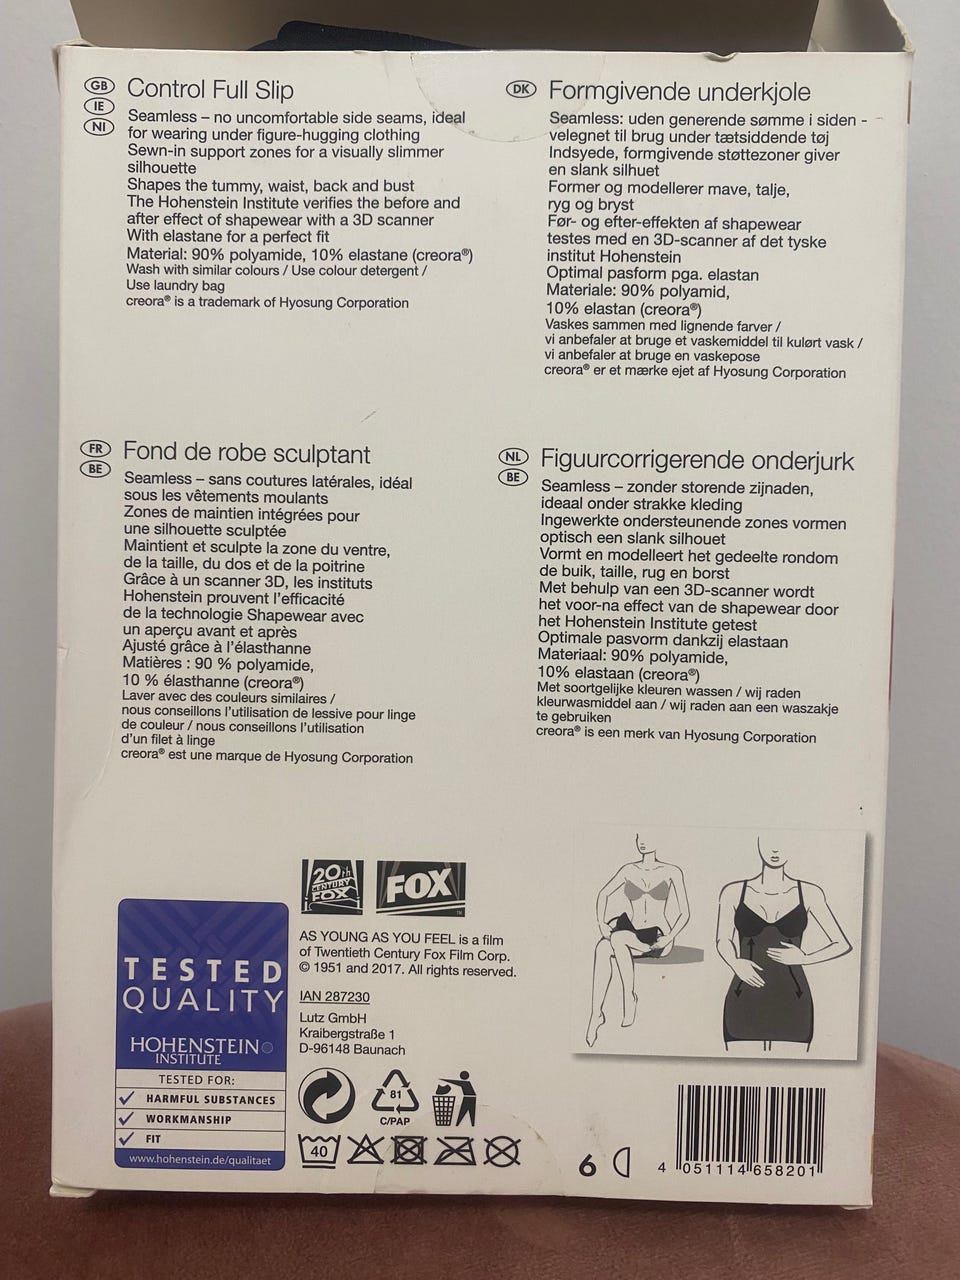 GB
IE
NI
Control Full Slip
Seamless – no uncomfortable side seams, ideal
for wearing under figure-hugging clothing
Sewn-in support zones for a visually slimmer
silhouette
Shapes the tummy, waist, back and bust
The Hohenstein Institute verifies the before and
after effect of shapewear with a 3D scanner
With elastane for a perfect fit
Material: 90% polyamide, 10% elastane (creora®)
Wash with similar colours / Use colour detergent /
Use laundry bag
creora® is a trademark of Hyosung Corporation
DK
Formgivende underkjole
Seamless: uden generende sømme i siden -
velegnet til brug under tætsiddende tøj
Indsyede, formgivende støttezoner giver
en slank silhuet
Former og modellerer mave, talje,
ryg og bryst
Før- og efter-effekten af shapewear
testes med en 3D-scanner af det tyske
institut Hohenstein
Optimal pasform pga. elastan
Materiale: 90% polyamid,
10% elastan (creora®)
Vaskes sammen med lignende farver /
vi anbefaler at bruge et vaskemiddel til kulørt vask /
vi anbefaler at bruge en vaskepose
creora® er et mærke ejet af Hyosung Corporation
FR
BE
Fond de robe sculptant
Seamless – sans coutures latérales, idéal
sous les vêtements moulants
Zones de maintien intégrées pour
une silhouette sculptée
Maintient et sculpte la zone du ventre,
de la taille, du dos et de la poitrine
Grâce à un scanner 3D, les instituts
Hohenstein prouvent l'efficacité
de la technologie Shapewear avec
un aperçu avant et après
Ajusté grâce à l'élasthanne
Matières : 90 % polyamide,
10 % élasthanne (creora®)
Laver avec des couleurs similaires /
nous conseillons l'utilisation de lessive pour linge
de couleur / nous conseillons l'utilisation
d'un filet à linge
creora® est une marque de Hyosung Corporation
NL
BE
Figuurcorrigerende onderjurk
Seamless – zonder storende zijnaden,
ideaal onder strakke kleding
Ingewerkte ondersteunende zones vormen
optisch een slank silhouet
Vormt en modelleert het gedeelte rondom
de buik, taille, rug en borst
Met behulp van een 3D-scanner wordt
het voor-na effect van de shapewear door
het Hohenstein Institute getest
Optimale pasvorm dankzij elastaan
Materiaal: 90% polyamide,
10% elastaan (creora®)
Met soortgelijke kleuren wassen / wij raden
kleurwasmiddel aan / wij raden aan een waszakje
te gebruiken
creora® is een merk van Hyosung Corporation
TESTED
QUALITY
HOHENSTEIN
INSTITUTE
TESTED FOR:
HARMFUL SUBSTANCES
WORKMANSHIP
FIT
www.hohenstein.de/qualitaet
20th
CENTURY
FOX
FOX
TM
AS YOUNG AS YOU FEEL is a film
of Twentieth Century Fox Film Corp.
© 1951 and 2017. All rights reserved.
IAN 287230
Lutz GmbH
Kraibergstraße 1
D-96148 Baunach
81
C/PAP
40
6
4 051114 658201